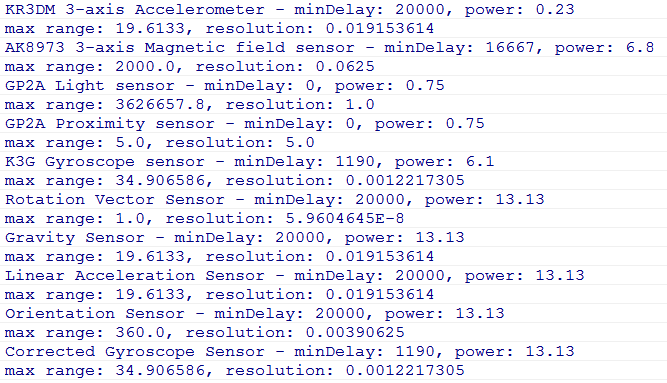 KR3DM 3-axis Accelerometer - minDelay: 20000, power: 0.23
max range: 19.6133, resolution: 0.019153614
AK8973 3-axis Magnetic field sensor - minDelay: 16667, power: 6.8
max range: 2000.0, resolution: 0.0625
GP2A Light sensor - minDelay: 0, power: 0.75
max range: 3626657.8, resolution: 1.0
GP2A Proximity sensor - minDelay: 0, power: 0.75
max range: 5.0, resolution: 5.0
K3G Gyroscope sensor - minDelay: 1190, power: 6.1
max range: 34.906586, resolution: 0.0012217305
Rotation Vector Sensor - minDelay: 20000, power: 13.13
max range: 1.0, resolution: 5.9604645E-8
Gravity Sensor - minDelay: 20000, power: 13.13
max range: 19.6133, resolution: 0.019153614
Linear Acceleration Sensor - minDelay: 20000, power: 13.13
max range: 19.6133, resolution: 0.019153614
Orientation Sensor - minDelay: 20000, power: 13.13
max range: 360.0, resolution: 0.00390625
Corrected Gyroscope Sensor - minDelay: 1190, power: 13.13
max range: 34.906586, resolution: 0.0012217305